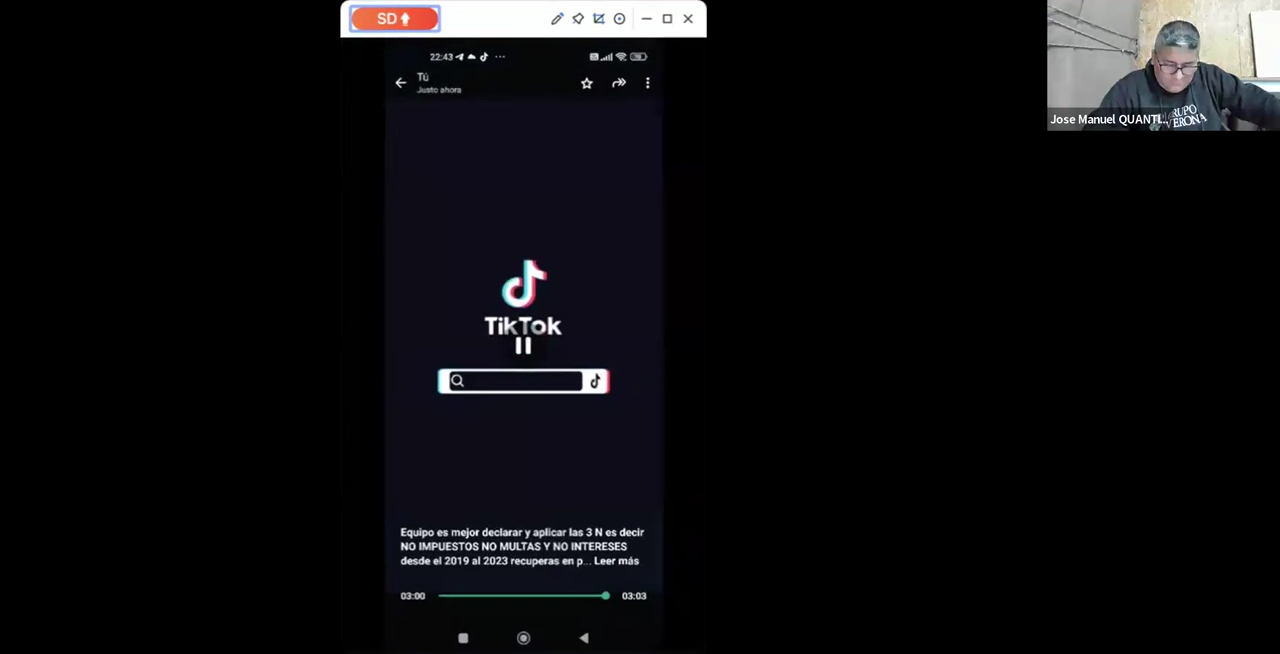 SD
22:43
Tú
Justo ahora
TikTok
Equipo es mejor declarar y aplicar las 3 N es decir
NO IMPUESTOS NO MULTAS Y NO INTERESES
desde el 2019 al 2023 recuperas en p... Leer más
03:00
03:03
GRUPO
VERONA
Jose Manuel QUANTI...